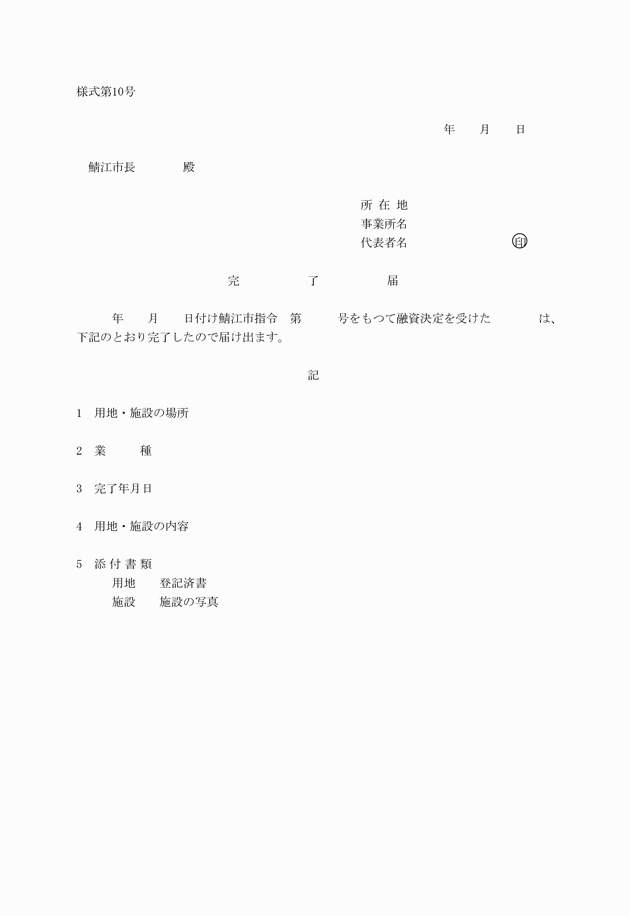 様式第10号
年　　月　　日
鯖江市長　　　　殿
所 在 地
事業所名
代表者名　　　　　　　　　㊞
完　　　　　了　　　　　届
年　　月　　日付け鯖江市指令　第　　　号をもつて融資決定を受けた　　　　は、
下記のとおり完了したので届け出ます。
記
1　用地・施設の場所
2　業　　　種
3　完了年月日
4　用地・施設の内容
5　添 付 書 類
用地　　登記済書
施設　　施設の写真